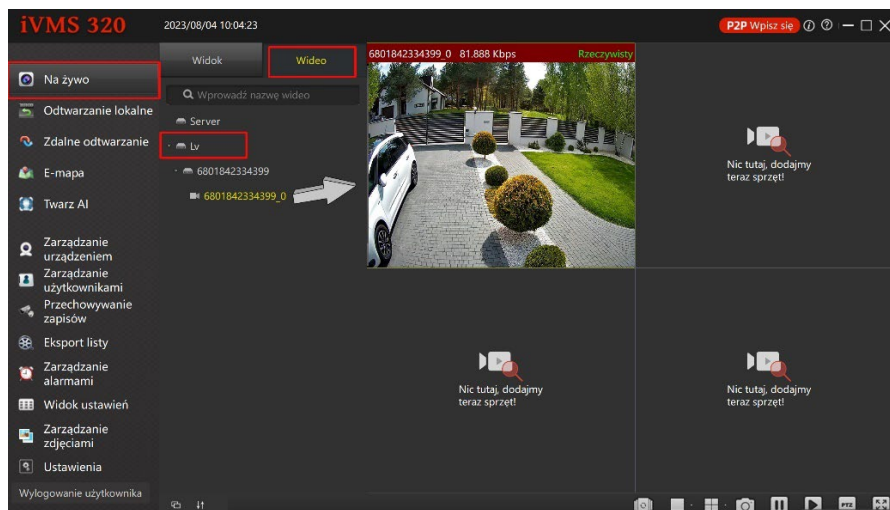 iVMS 320
2023/08/04 10:04:23
P2P Wpisz się
Na żywo
Odtwarzanie lokalne
Zdalne odtwarzanie
E-mapa
Twarz AI
Zarządzanie
urządzeniem
Zarządzanie
użytkownikami
Przechowywanie
zapisów
Eksport listy
Zarządzanie
alarmami
Widok ustawień
Zarządzanie
zdjęciami
Ustawienia
Wylogowanie użytkownika
Widok
Wideo
Wprowadź nazwę wideo
Server
Lv
6801842334399
6801842334399_0
6801842334399_0 81.888 Kbps Rzeczywisty
Nic tutaj, dodajmy
teraz sprzęt!
Nic tutaj, dodajmy
teraz sprzęt!
Nic tutaj, dodajmy
teraz sprzęt!
PTZ